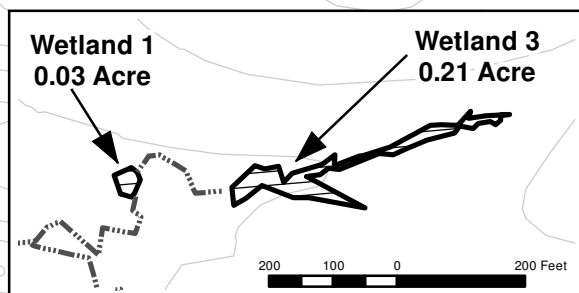 Wetland 1
0.03 Acre
Wetland 3
0.21 Acre
200 100 0 200 Feet